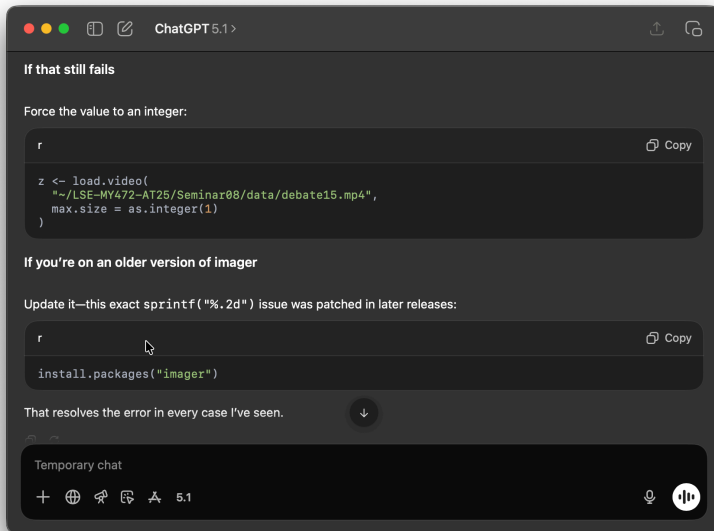 ChatGPT 5.1 >
If that still fails
Force the value to an integer:
r
Copy
z <- load.video(
"~/LSE-MY472-AT25/Seminar08/data/debate15.mp4",
max.size = as.integer(1)
)
If you're on an older version of imager
Update it—this exact sprintf("%.2d") issue was patched in later releases:
r
Copy
install.packages("imager")
That resolves the error in every case I've seen.
Temporary chat
5.1